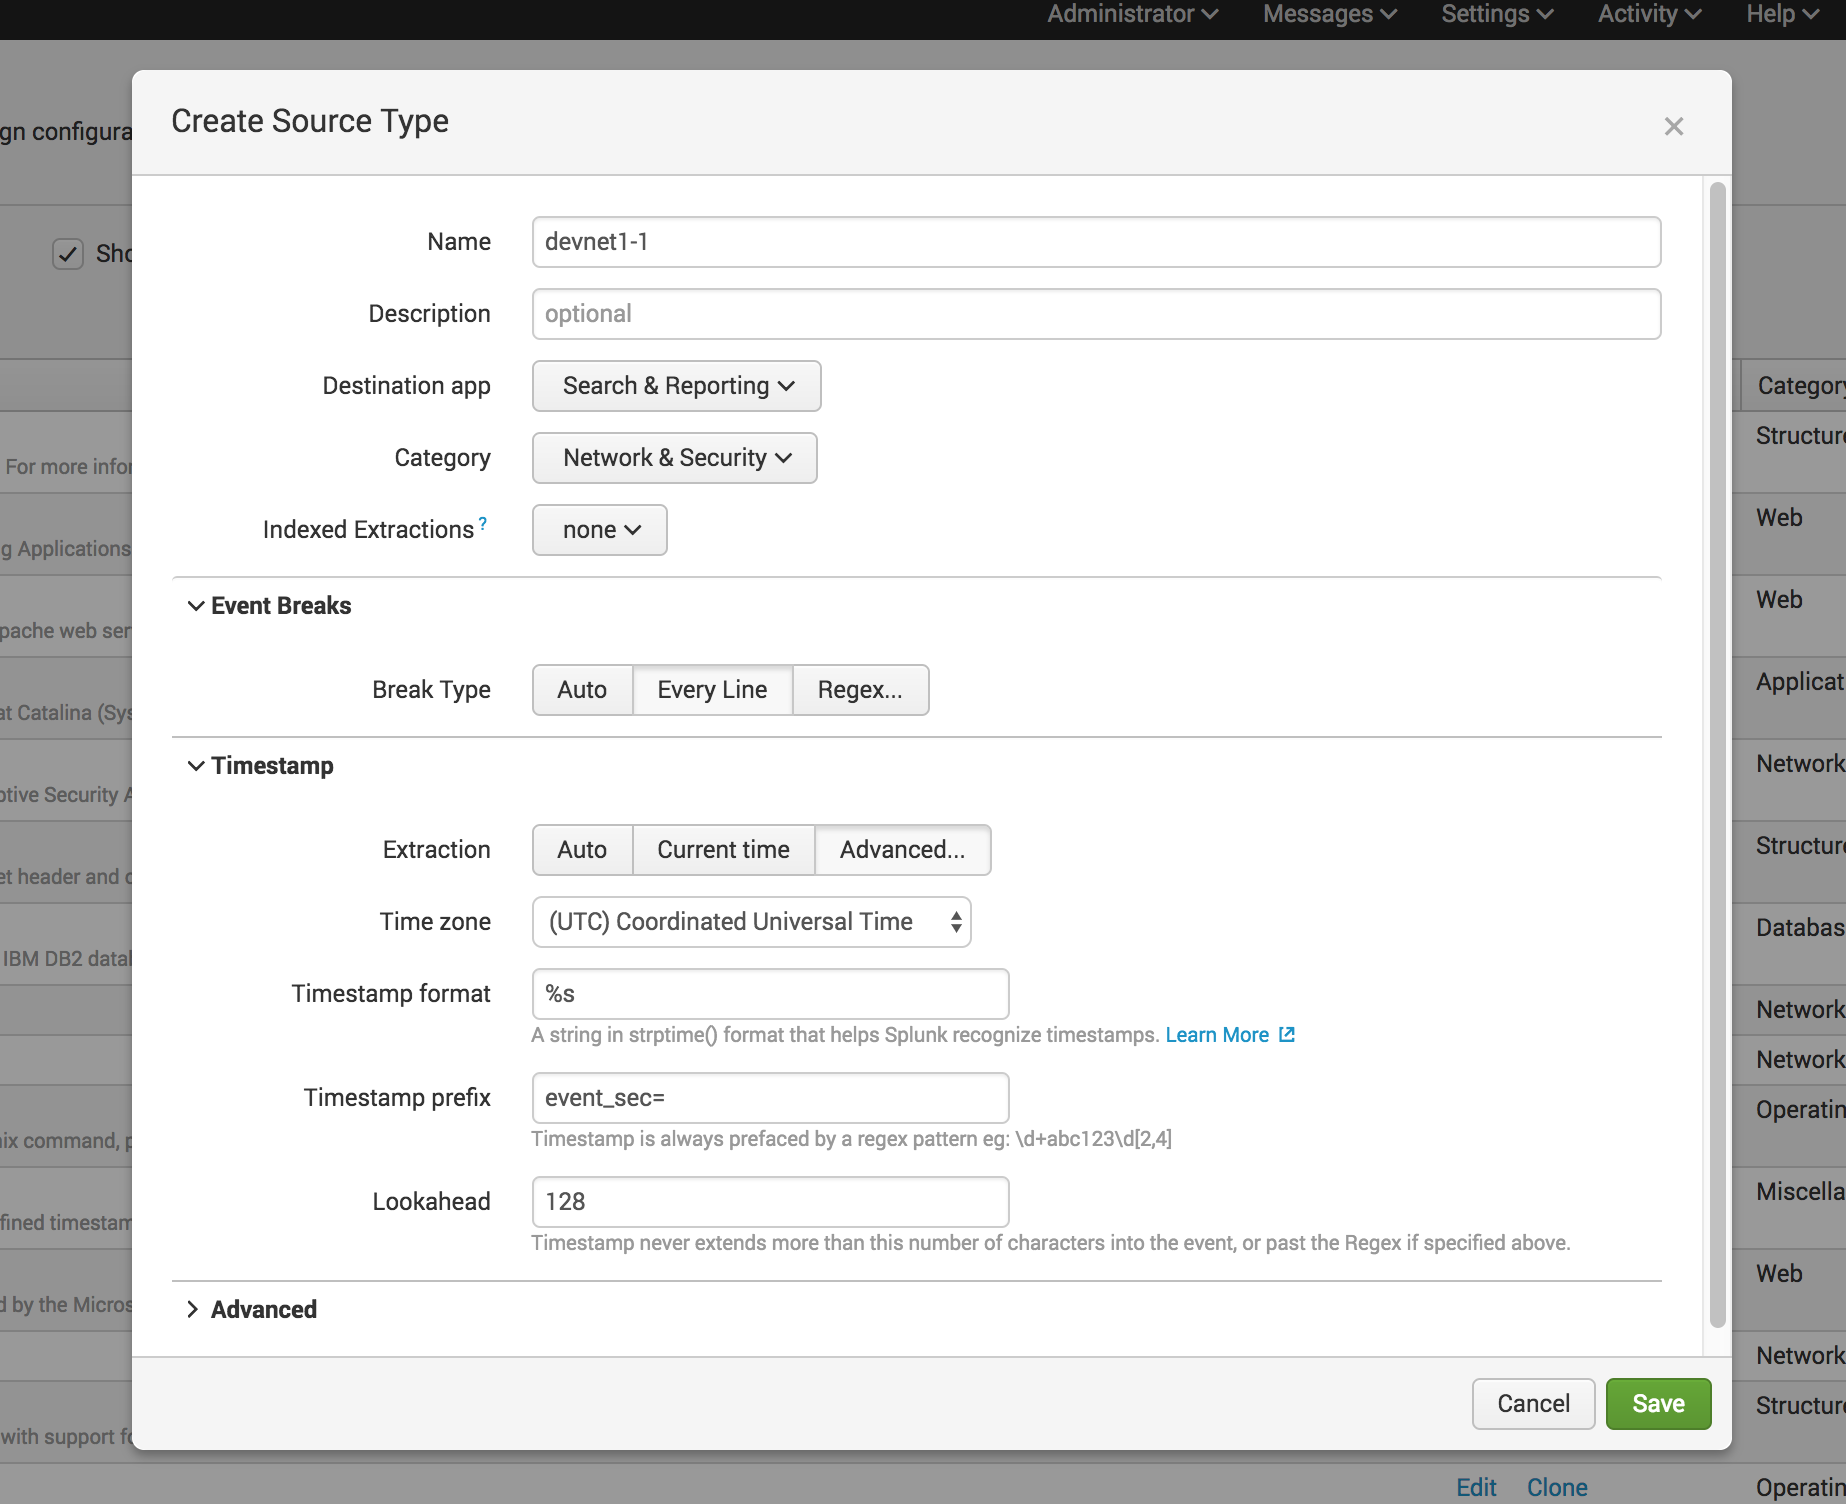 Administrator Messages Settings Activity Help
Create Source Type
gn configura
Sho
Name devnet1-1
Description optional
Destination app Search & Reporting
Category
Category Network & Security
Structure
For more infor
Indexed Extractions ? none
Web
g Applications
Event Breaks
Web
pache web ser
Break Type Auto Every Line Regex...
Applicat
at Catalina (Sys
Timestamp
Network
ptive Security A
Extraction Auto Current time Advanced...
Structure
et header and c
Time zone (UTC) Coordinated Universal Time
Databas
IBM DB2 datab
Timestamp format %s
Network
A string in strptime() format that helps Splunk recognize timestamps. Learn More
Network
Timestamp prefix event_sec=
Operatin
Timestamp is always prefaced by a regex pattern eg: \d+abc123\d[2,4]
nix command, p
Lookahead 128
Miscella
fined timestam
Timestamp never extends more than this number of characters into the event, or past the Regex if specified above.
Web
d by the Micros
Advanced
Network
Cancel Save
Structure
with support fo
Edit Clone
Operatin